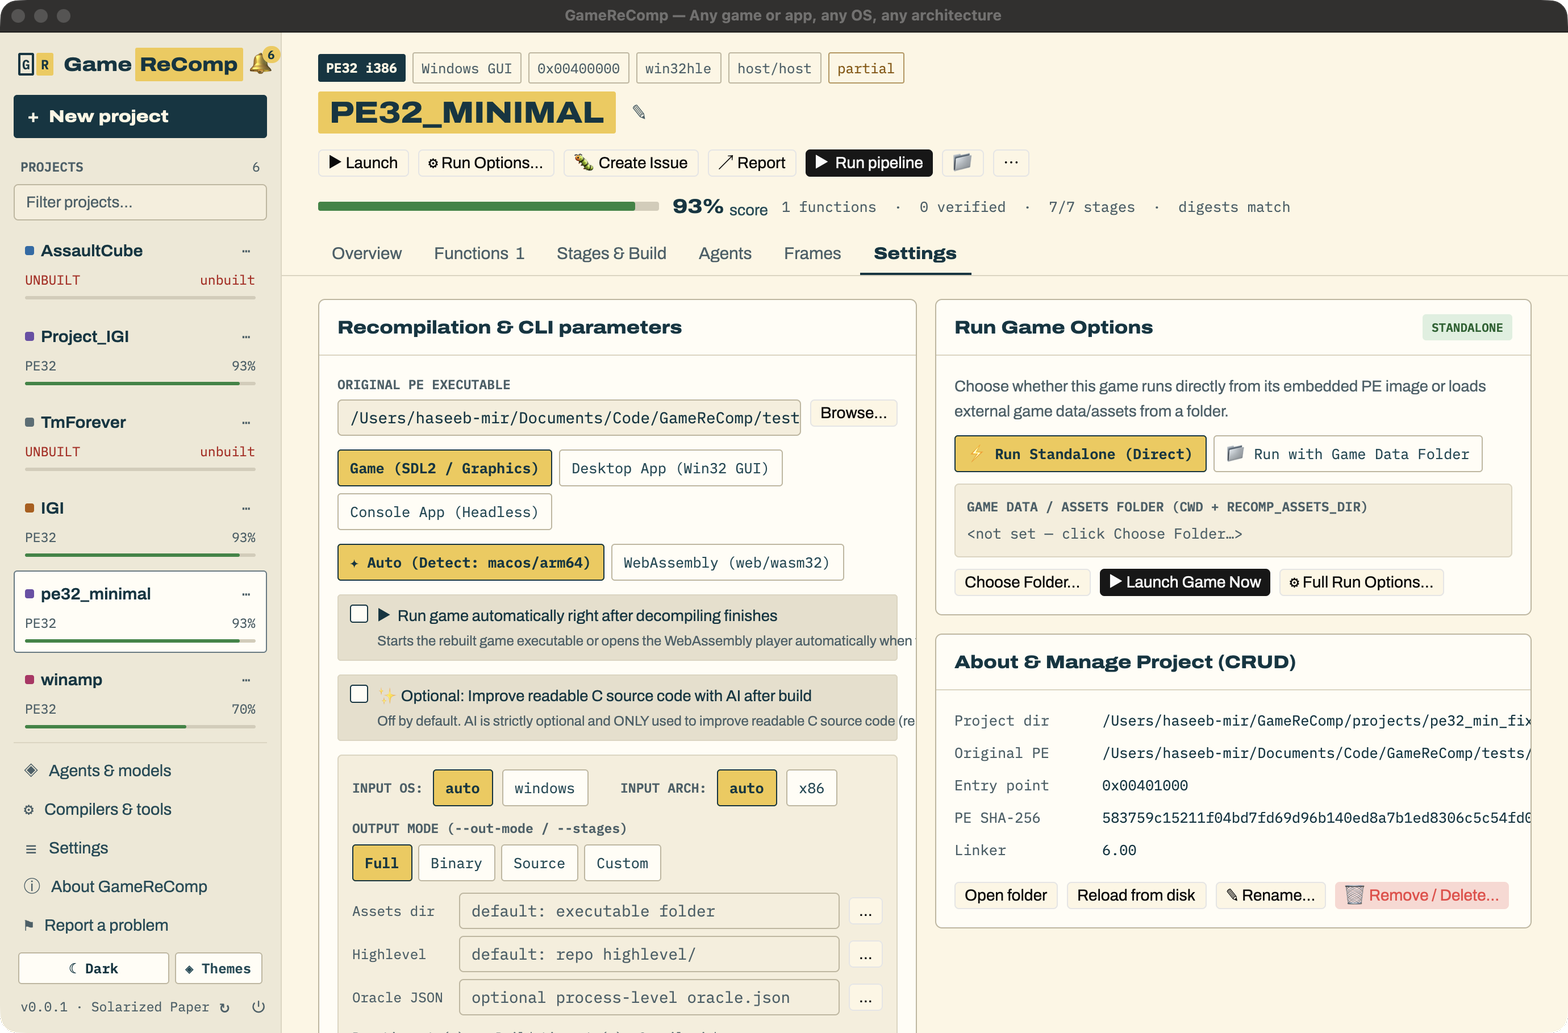 GameReComp — Any game or app, any OS, any architecture
G R Game ReComp 6
+ New project
PROJECTS 6
Filter projects...
AssaultCube ...
UNBUILT unbuilt
Project_IGI ...
PE32 93%
TmForever ...
UNBUILT unbuilt
IGI ...
PE32 93%
pe32_minimal ...
PE32 93%
winamp ...
PE32 70%
Agents & models
Compilers & tools
Settings
About GameReComp
Report a problem
Dark
Themes
v0.0.1 · Solarized Paper
PE32 i386
Windows GUI
0x00400000
win32hle
host/host
partial
PE32_MINIMAL
Launch
Run Options...
Create Issue
Report
Run pipeline
...
93% score 1 functions · 0 verified · 7/7 stages · digests match
Overview
Functions 1
Stages & Build
Agents
Frames
Settings
Recompilation & CLI parameters
ORIGINAL PE EXECUTABLE
/Users/haseeb-mir/Documents/Code/GameReComp/test
Browse...
Game (SDL2 / Graphics)
Desktop App (Win32 GUI)
Console App (Headless)
Auto (Detect: macos/arm64)
WebAssembly (web/wasm32)
Run game automatically right after decompiling finishes
Starts the rebuilt game executable or opens the WebAssembly player automatically when
Optional: Improve readable C source code with AI after build
Off by default. AI is strictly optional and ONLY used to improve readable C source code (re
INPUT OS: auto windows INPUT ARCH: auto x86
OUTPUT MODE (--out-mode / --stages)
Full
Binary
Source
Custom
Assets dir default: executable folder ...
Highlevel default: repo highlevel/ ...
Oracle JSON optional process-level oracle.json ...
Run Game Options
STANDALONE
Choose whether this game runs directly from its embedded PE image or loads
external game data/assets from a folder.
Run Standalone (Direct)
Run with Game Data Folder
GAME DATA / ASSETS FOLDER (CWD + RECOMP_ASSETS_DIR)
<not set — click Choose Folder…>
Choose Folder...
Launch Game Now
Full Run Options...
About & Manage Project (CRUD)
Project dir /Users/haseeb-mir/GameReComp/projects/pe32_min_fix
Original PE /Users/haseeb-mir/Documents/Code/GameReComp/tests/
Entry point 0x00401000
PE SHA-256 583759c15211f04bd7fd69d96b140ed8a7b1ed8306c5c54fd0
Linker 6.00
Open folder
Reload from disk
Rename...
Remove / Delete...